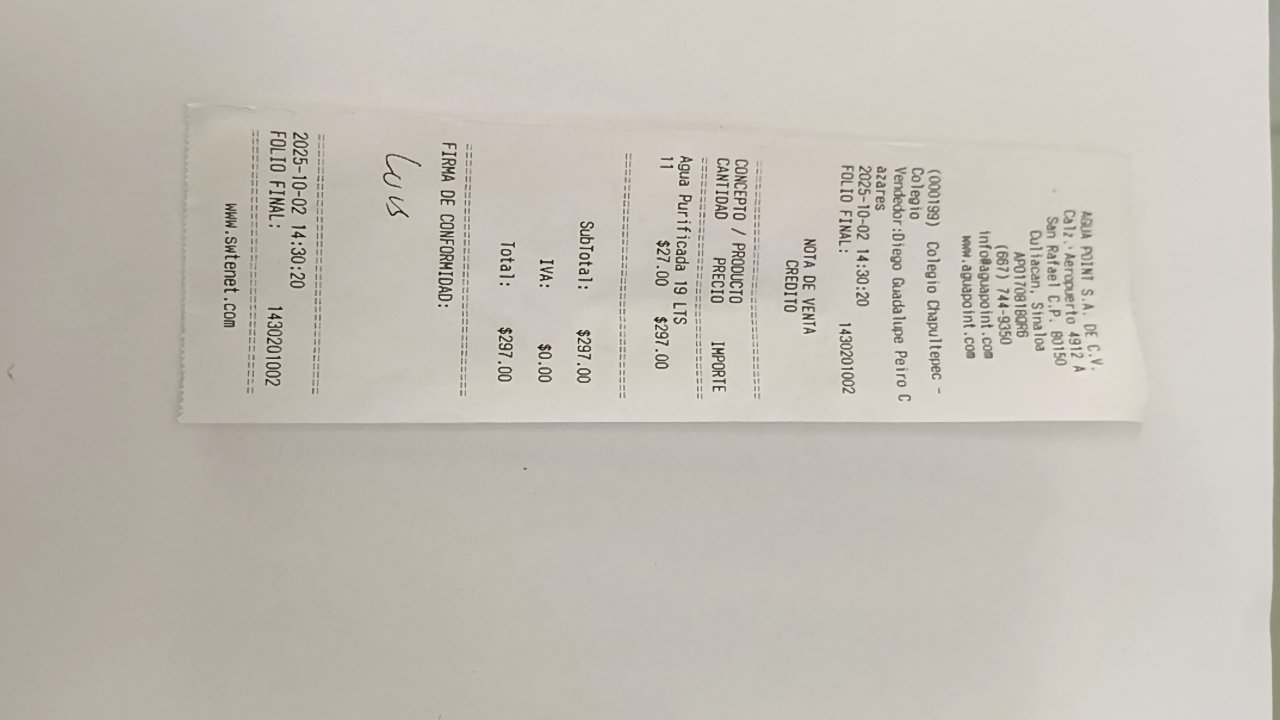 AGUA POINT S.A. DE C.V.
Calz. Aeropuerto 4912 A
San Rafael C.P. 80150
Culiacan, Sinaloa
APO170818QR6
(667) 744-9350
info@aguapoint.com
www.aguapoint.com
(000199) Colegio Chapultepec -
Colegio
Vendedor:Diego Guadalupe Peiro C
azares
2025-10-02 14:30:20
FOLIO FINAL: 1430201002
NOTA DE VENTA
CREDITO
CONCEPTO / PRODUCTO
CANTIDAD PRECIO IMPORTE
Agua Purificada 19 LTS
11 $27.00 $297.00
SubTotal: $297.00
IVA: $0.00
Total: $297.00
FIRMA DE CONFORMIDAD:
Luis
2025-10-02 14:30:20
FOLIO FINAL: 1430201002
www.swtenet.com